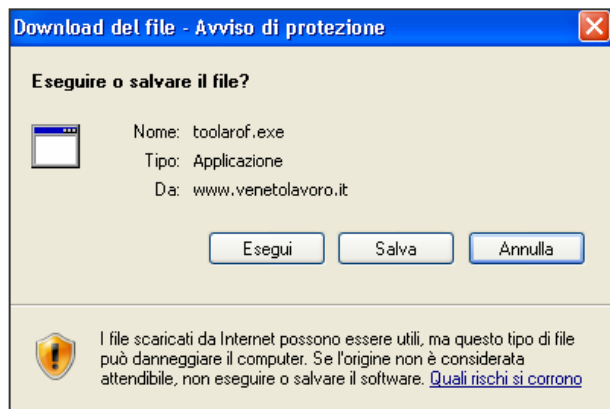 Download del file - Avviso di protezione
Eseguire o salvare il file?
Nome: toolarof.exe
Tipo: Applicazione
Da: www.venetolavoro.it
Esegui Salva Annulla
I file scaricati da Internet possono essere utili, ma questo tipo di file
può danneggiare il computer. Se l'origine non è considerata
attendibile, non eseguire o salvare il software. Quali rischi si corrono